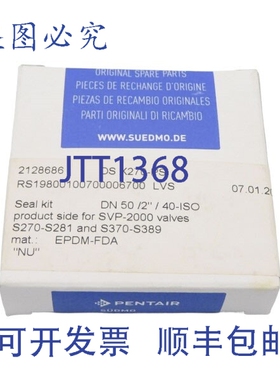 是图必究
ORIGINAL SPARE PARTS
PIECES DE RECHANGE D'ORIGINE
PIEZAS DE RECAMBIO ORIGINALES
PARTI ORIGINALI DI RICAMBIO
WWW.SUEDMO.DE
JTT1368
2128686
RS19800100700006700 LVS
07.01.20
Seal kit DN 50 /2" / 40-ISO
product side for SVP-2000 valves
S270-S281 and S370-S389
mat.: EPDM-FDA
"NU"
PENTAIR
SUDMO
可开发票 顺丰包邮